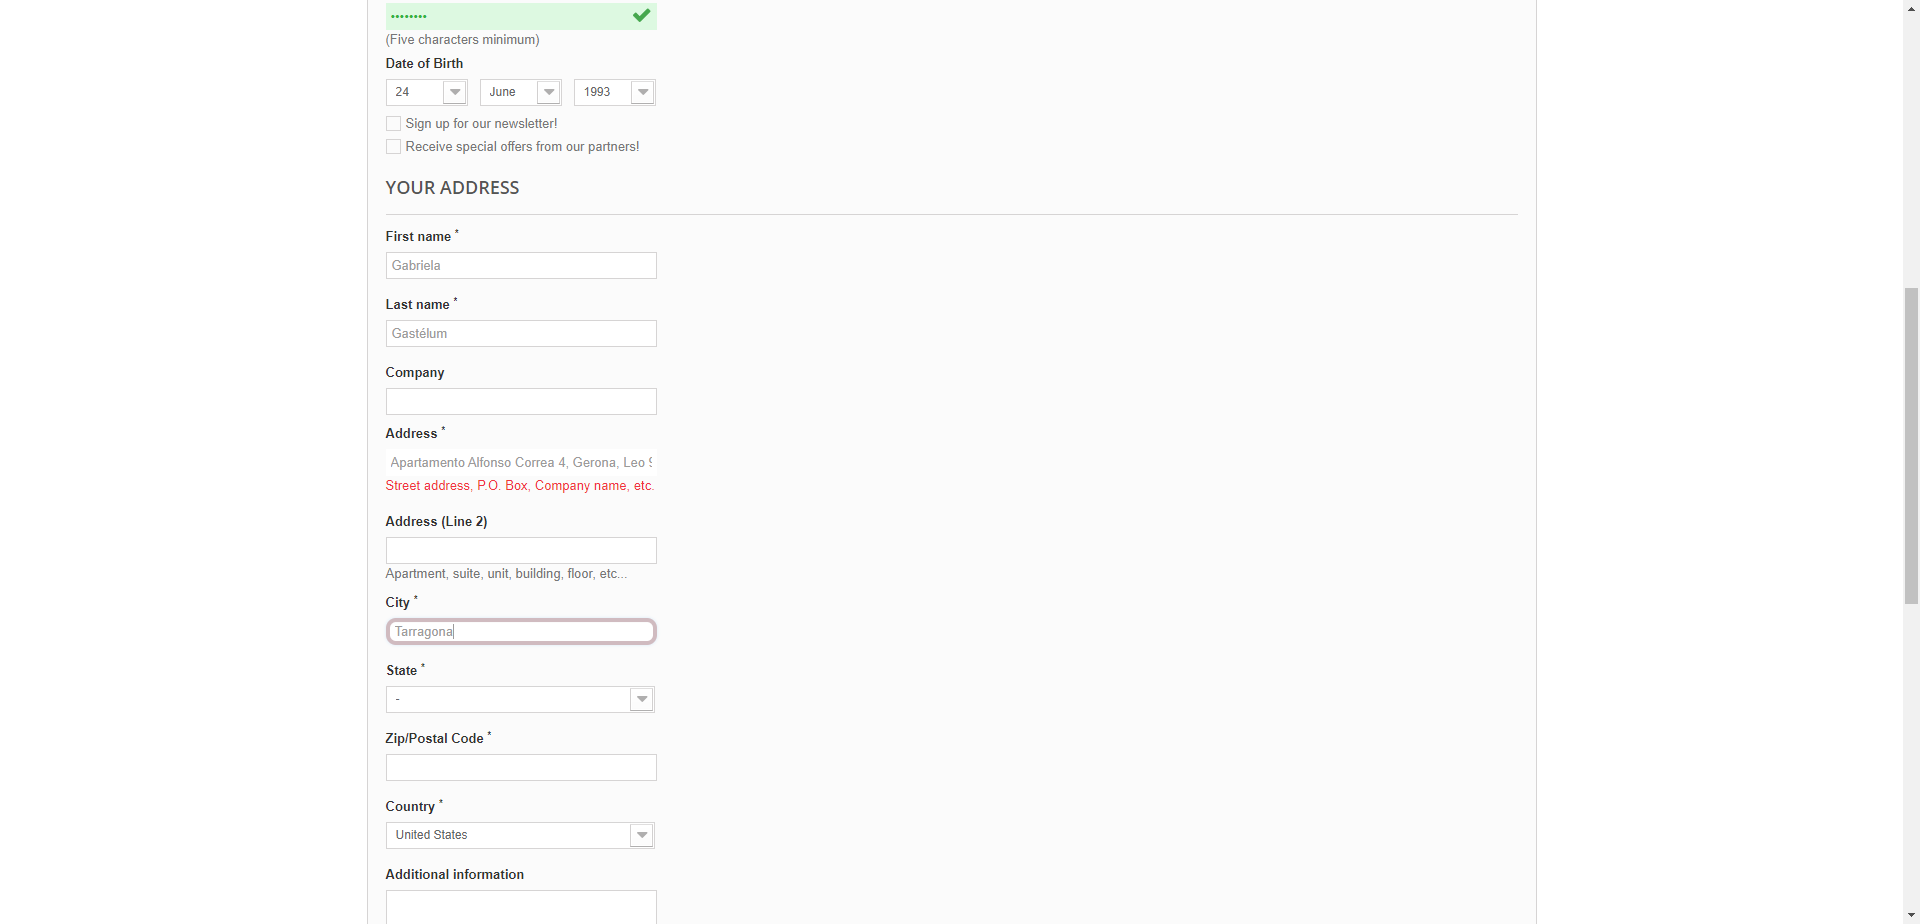 ••••••••
(Five characters minimum)
Date of Birth
24 June 1993
Sign up for our newsletter!
Receive special offers from our partners!
YOUR ADDRESS
First name *
Gabriela
Last name *
Gastélum
Company
Address *
Apartamento Alfonso Correa 4, Gerona, Leo
Street address, P.O. Box, Company name, etc.
Address (Line 2)
Apartment, suite, unit, building, floor, etc...
City *
Tarragona
State *
-
Zip/Postal Code *
Country *
United States
Additional information